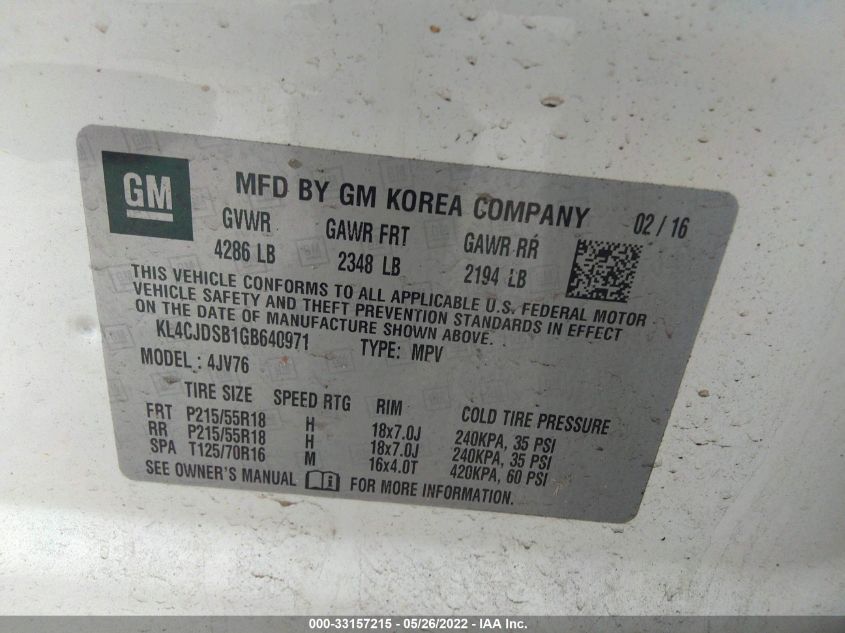 GM
MFD BY GM KOREA COMPANY 02 / 16
GVWR GAWR FRT GAWR RR
4286 LB 2348 LB 2194 LB
THIS VEHICLE CONFORMS TO ALL APPLICABLE U.S. FEDERAL MOTOR
VEHICLE SAFETY AND THEFT PREVENTION STANDARDS IN EFFECT
ON THE DATE OF MANUFACTURE SHOWN ABOVE.
KL4CJDSB1GB640971 TYPE: MPV
MODEL : 4JV76
TIRE SIZE SPEED RTG RIM COLD TIRE PRESSURE
FRT P215/55R18 H 18x7.0J 240KPA, 35 PSI
RR P215/55R18 H 18x7.0J 240KPA, 35 PSI
SPA T125/70R16 M 16x4.0T 420KPA, 60 PSI
SEE OWNER'S MANUAL FOR MORE INFORMATION.
000-33157215 - 05/26/2022 - IAA Inc.